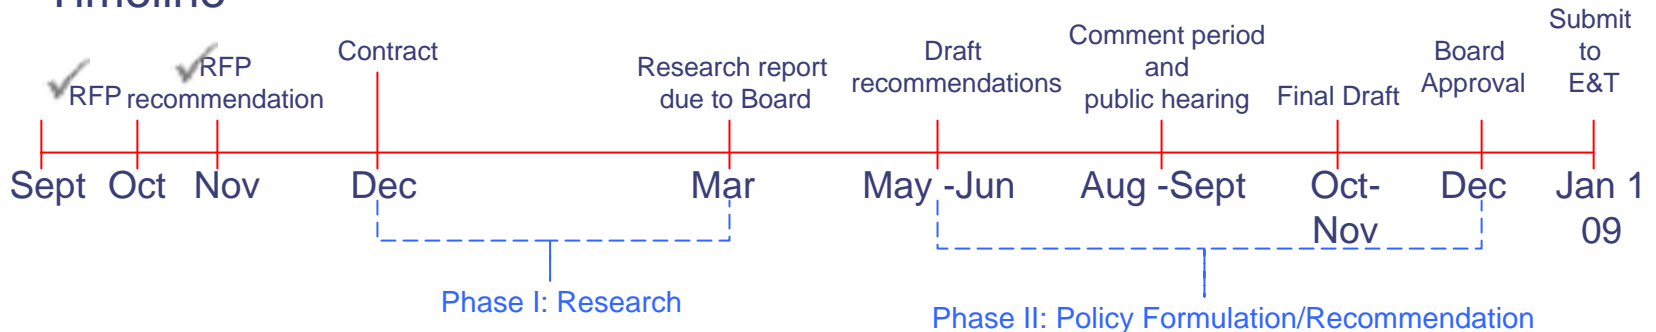 Timeline
RFP
RFP
recommendation
Contract
Research report
due to Board
Draft
recommendations
Comment period
and
public hearing
Final Draft
Board
Approval
Submit
to
E&T
Sept Oct Nov Dec Mar May -Jun Aug -Sept Oct- Dec Jan 1
Nov 09
Phase I: Research
Phase II: Policy Formulation/Recommendation